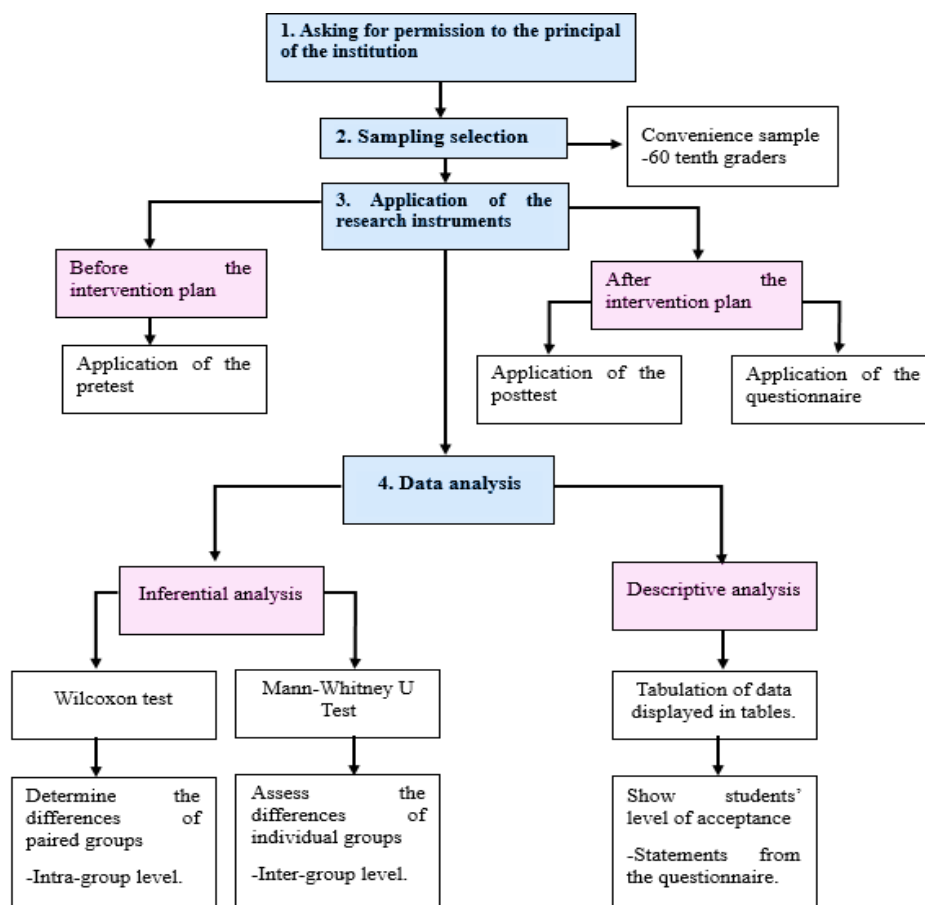 1. Asking for permission to the principal
of the institution
2. Sampling selection
Convenience sample
-60 tenth graders
3. Application of the
research instruments
Before the
intervention plan
After the
intervention plan
Application of the
pretest
Application of the
posttest
Application of the
questionnaire
4. Data analysis
Inferential analysis
Descriptive analysis
Wilcoxon test
Mann-Whitney U
Test
Tabulation of data
displayed in tables.
Determine the
differences of
paired groups
-Intra-group level.
Assess the
differences of
individual groups
-Inter-group level.
Show students’
level of acceptance
-Statements from
the questionnaire.